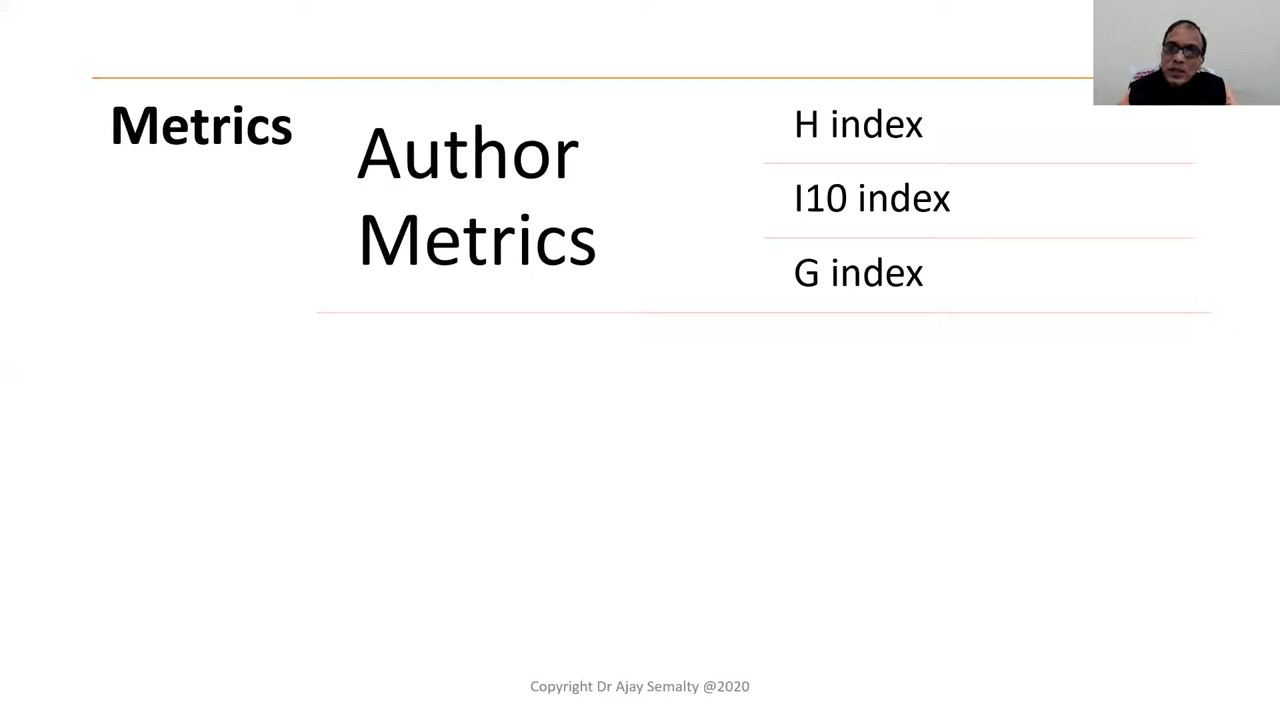 Metrics
Author
Metrics
H index
I10 index
G index
Copyright Dr Ajay Semalty @2020